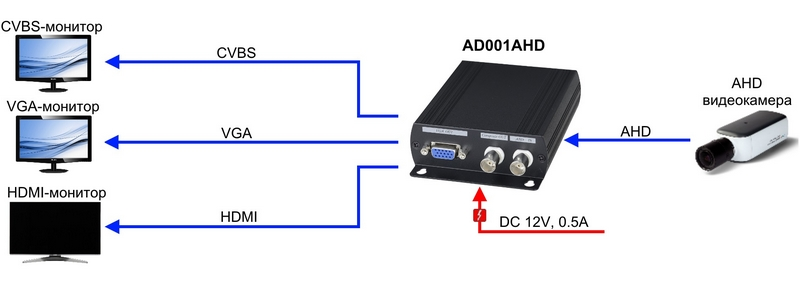 CVBS-монитор
CVBS
AD001AHD
AHD
видеокамера
VGA-монитор
VGA
AHD
HDMI-монитор
HDMI
DC 12V, 0.5A